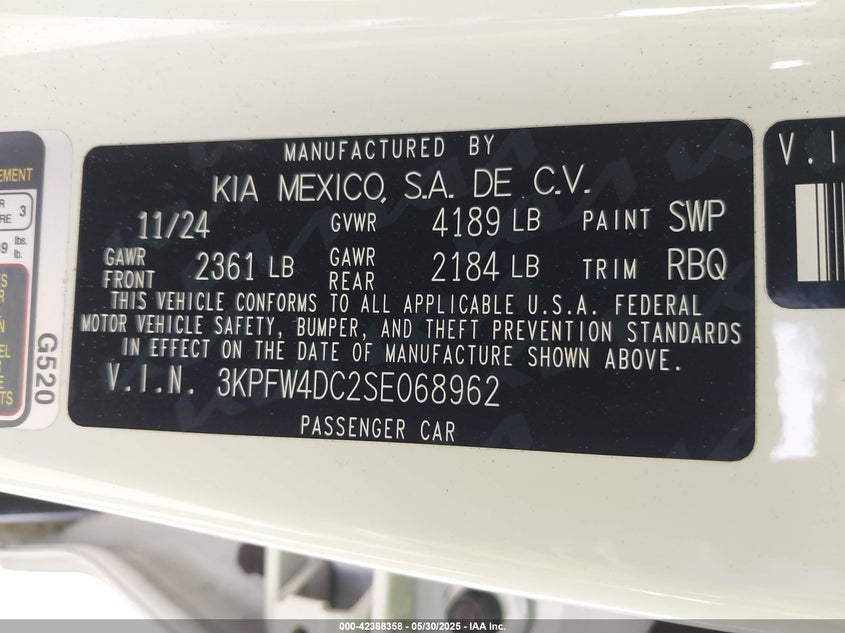 MANUFACTURED BY
KIA MEXICO, S.A. DE C.V.
11/24 GVWR 4189 LB PAINT SWP
GAWR FRONT 2361 LB GAWR REAR 2184 LB TRIM RBQ
THIS VEHICLE CONFORMS TO ALL APPLICABLE U.S.A. FEDERAL
MOTOR VEHICLE SAFETY, BUMPER, AND THEFT PREVENTION STANDARDS
IN EFFECT ON THE DATE OF MANUFACTURE SHOWN ABOVE.
V.I.N. 3KPFW4DC2SE068962
PASSENGER CAR
G520
3
lbs.
lb.
V.I
000-42388358 - 05/30/2025 - IAA Inc.